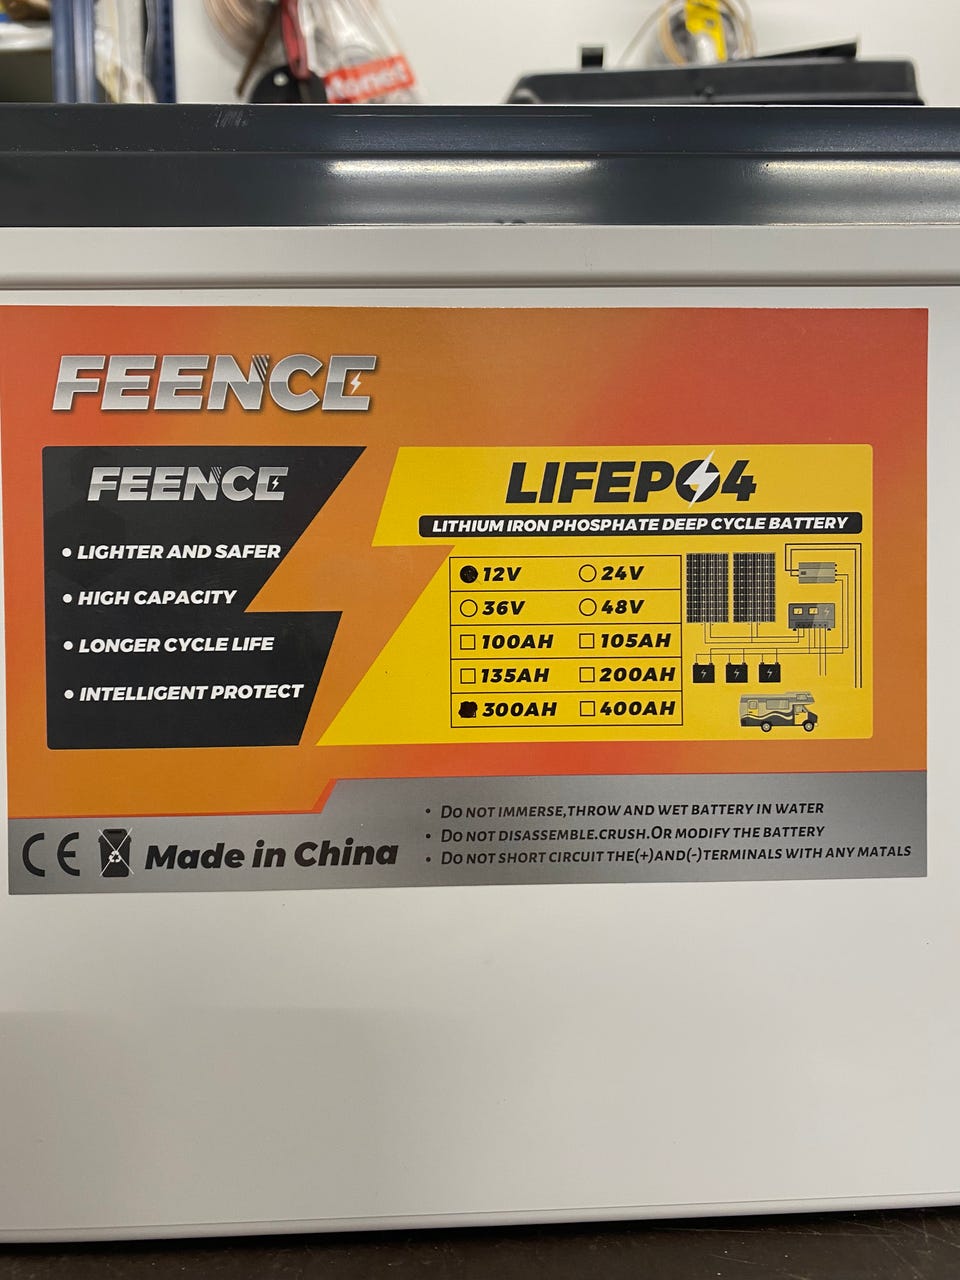 Monet
FEENCE
FEENCE
• LIGHTER AND SAFER
• HIGH CAPACITY
• LONGER CYCLE LIFE
• INTELLIGENT PROTECT
LIFEPO4
LITHIUM IRON PHOSPHATE DEEP CYCLE BATTERY
12V 24V
36V 48V
100AH 105AH
135AH 200AH
300AH 400AH
CE Made in China
• DO NOT IMMERSE,THROW AND WET BATTERY IN WATER
• DO NOT DISASSEMBLE.CRUSH.OR MODIFY THE BATTERY
• DO NOT SHORT CIRCUIT THE(+)AND(-)TERMINALS WITH ANY MATALS